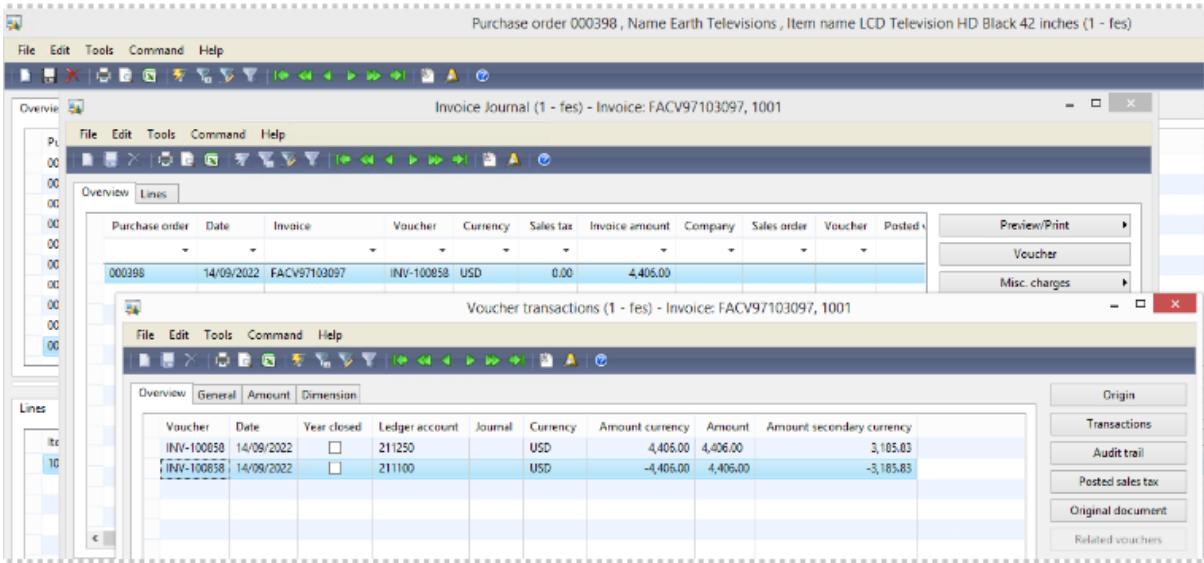 Purchase order 000398 , Name Earth Televisions , Item name LCD Television HD Black 42 inches (1 - fes)
File Edit Tools Command Help
Invoice Journal (1 - fes) - Invoice: FACV97103097, 1001
File Edit Tools Command Help
Overview Lines
Purchase order Date Invoice Voucher Currency Sales tax Invoice amount Company Sales order Voucher Posted
Preview/Print
Voucher
000398 14/09/2022 FACV97103097 INV-100858 USD 0.00 4,406.00
Misc. charges
Voucher transactions (1 - fes) - Invoice: FACV97103097, 1001
File Edit Tools Command Help
Overview General Amount Dimension
Origin
Lines
Voucher Date Year closed Ledger account Journal Currency Amount currency Amount Amount secondary currency
Transactions
INV-100858 14/09/2022 211250 USD 4,406.00 4,406.00 3,185.83
Audit trail
INV-100858 14/09/2022 211100 USD -4,406.00 4,406.00 -3,185.83
Posted sales tax
Original document
Related vouchers